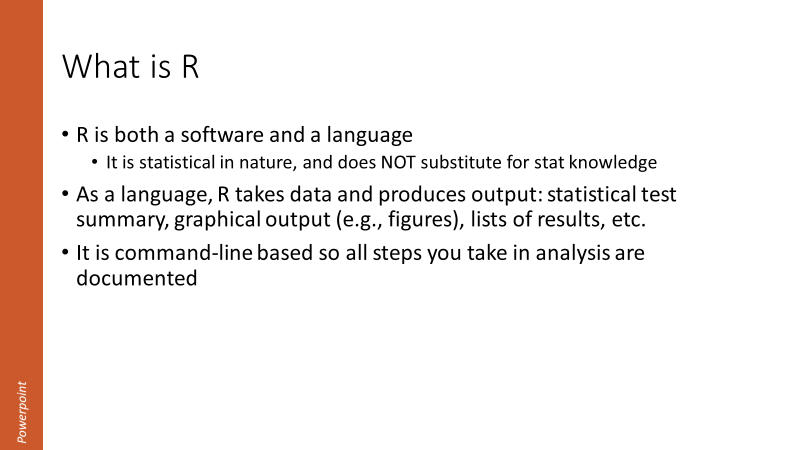 What is R
• R is both a software and a language
• It is statistical in nature, and does NOT substitute for stat knowledge
• As a language, R takes data and produces output: statistical test
summary, graphical output (e.g., figures), lists of results, etc.
• It is command-line based so all steps you take in analysis are
documented
Powerpoint